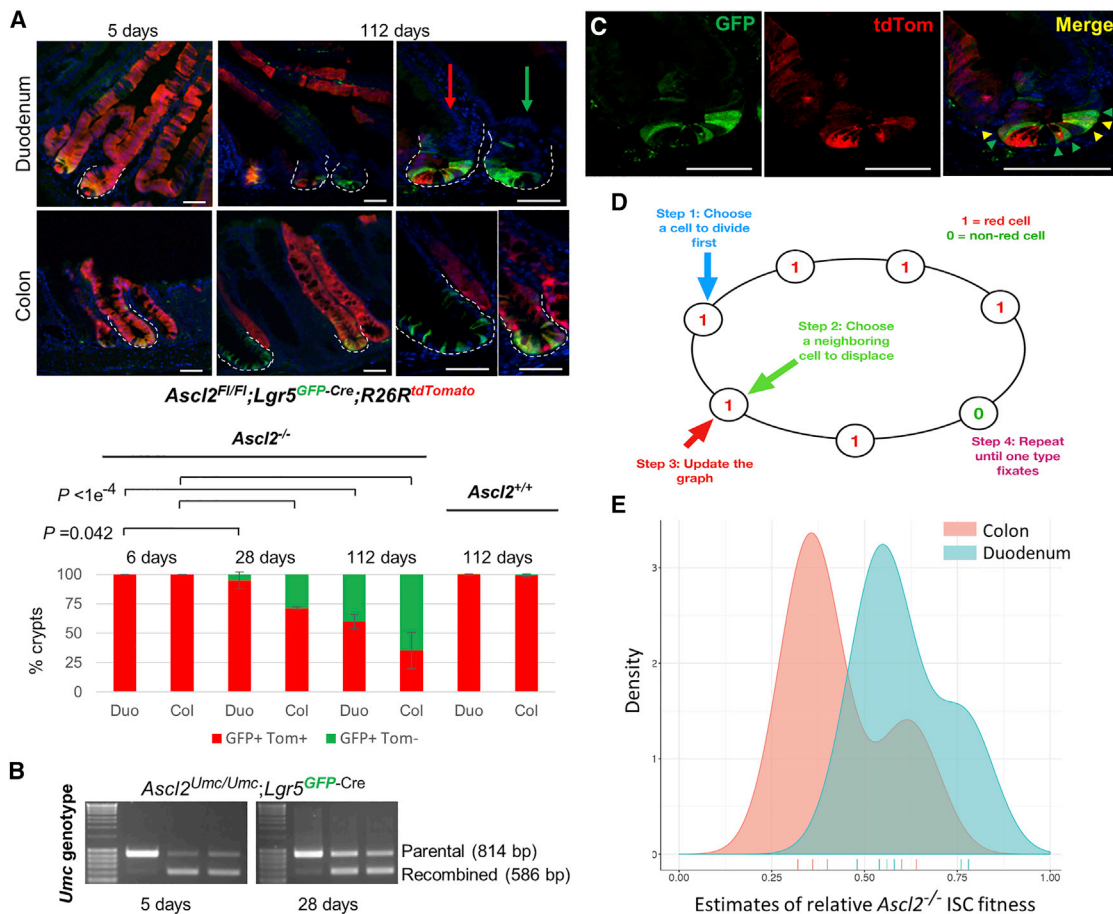 A
5 days
112 days
Duodenum
Colon
Ascl2Fl/Fl;Lgr5GFP-Cre;R26RtdTomato
Ascl2-/-
P <1e-4
Ascl2+/+
P =0.042
6 days
28 days
112 days
112 days
100
75
50
25
0
% crypts
Duo
Col
Duo
Col
Duo
Col
Duo
Col
GFP+ Tom+
GFP+ Tom-
B
Ascl2Umc/Umc;Lgr5GFP-Cre
Umc genotype
Parental (814 bp)
Recombined (586 bp)
5 days
28 days
C
GFP
tdTom
Merge
D
Step 1: Choose
a cell to divide
first
1 = red cell
0 = non-red cell
1
1
1
1
Step 2: Choose
a neighboring
cell to displace
1
1
0
Step 3: Update the
graph
Step 4: Repeat
until one type
fixates
E
Colon
Duodenum
3
2
1
0
Density
0.00
0.25
0.50
0.75
1.00
Estimates of relative Ascl2-/- ISC fitness